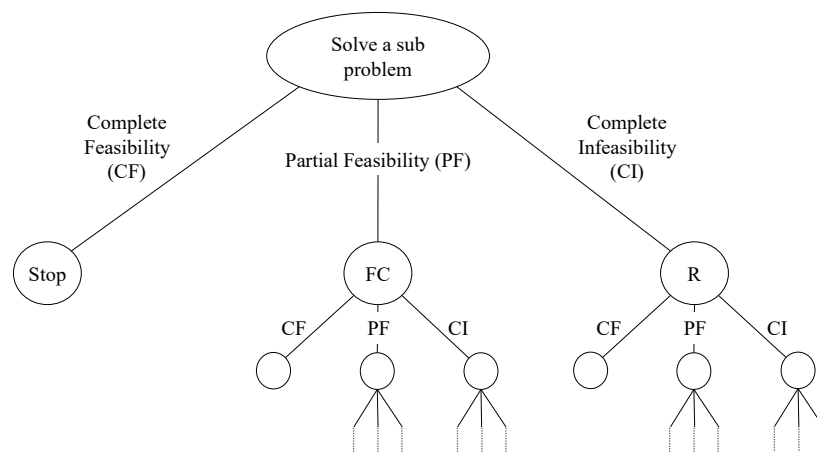 Solve a sub
problem
Complete
Feasibility
(CF)
Partial Feasibility (PF)
Complete
Infeasibility
(CI)
Stop
FC
R
CF
PF
CI
CF
PF
CI